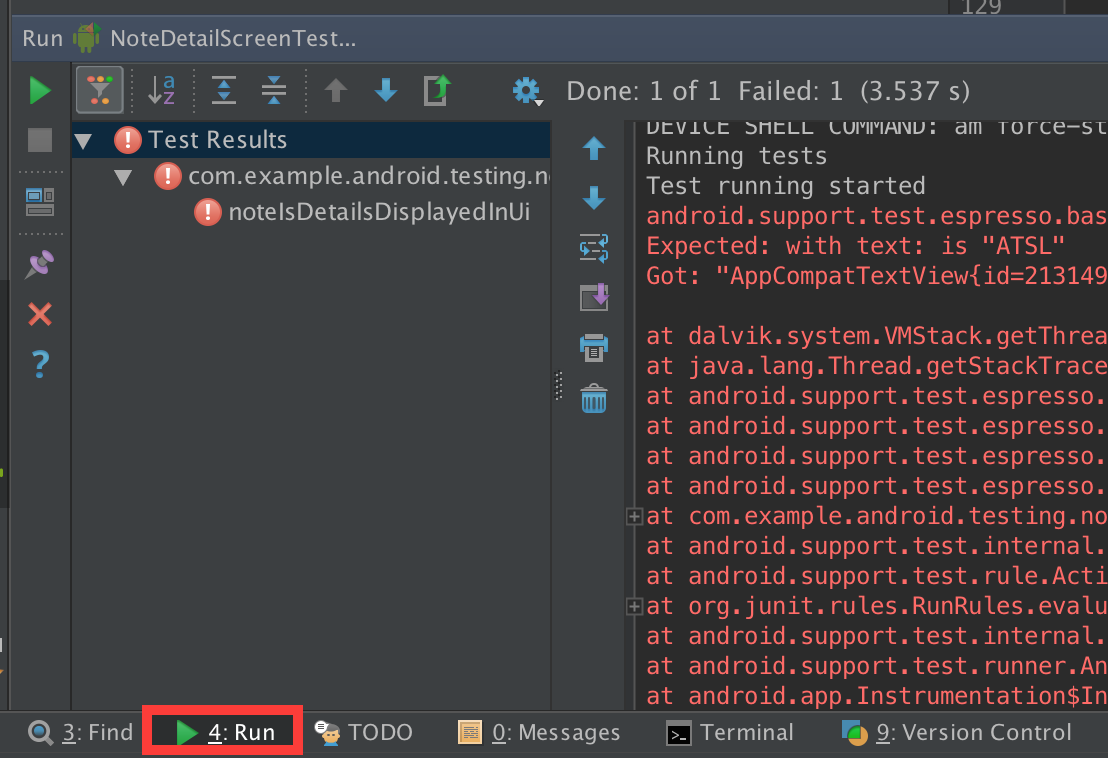 129
Run NoteDetailScreenTest...
Done: 1 of 1 Failed: 1 (3.537 s)
Test Results
com.example.android.testing.n
noteIsDetailsDisplayedInUi
DEVICE SHELL COMMAND: am force-st
Running tests
Test running started
android.support.test.espresso.bas
Expected: with text: is "ATSL"
Got: "AppCompatTextView{id=213149
at dalvik.system.VMStack.getThrea
at java.lang.Thread.getStackTrace
at android.support.test.espresso.
at android.support.test.espresso.
at android.support.test.espresso.
at android.support.test.espresso.
at com.example.android.testing.no
at android.support.test.internal.
at android.support.test.rule.Acti
at org.junit.rules.RunRules.evalu
at android.support.test.internal.
at android.support.test.runner.An
at android.app.Instrumentation$In
3: Find 4: Run TODO 0: Messages Terminal 9: Version Control